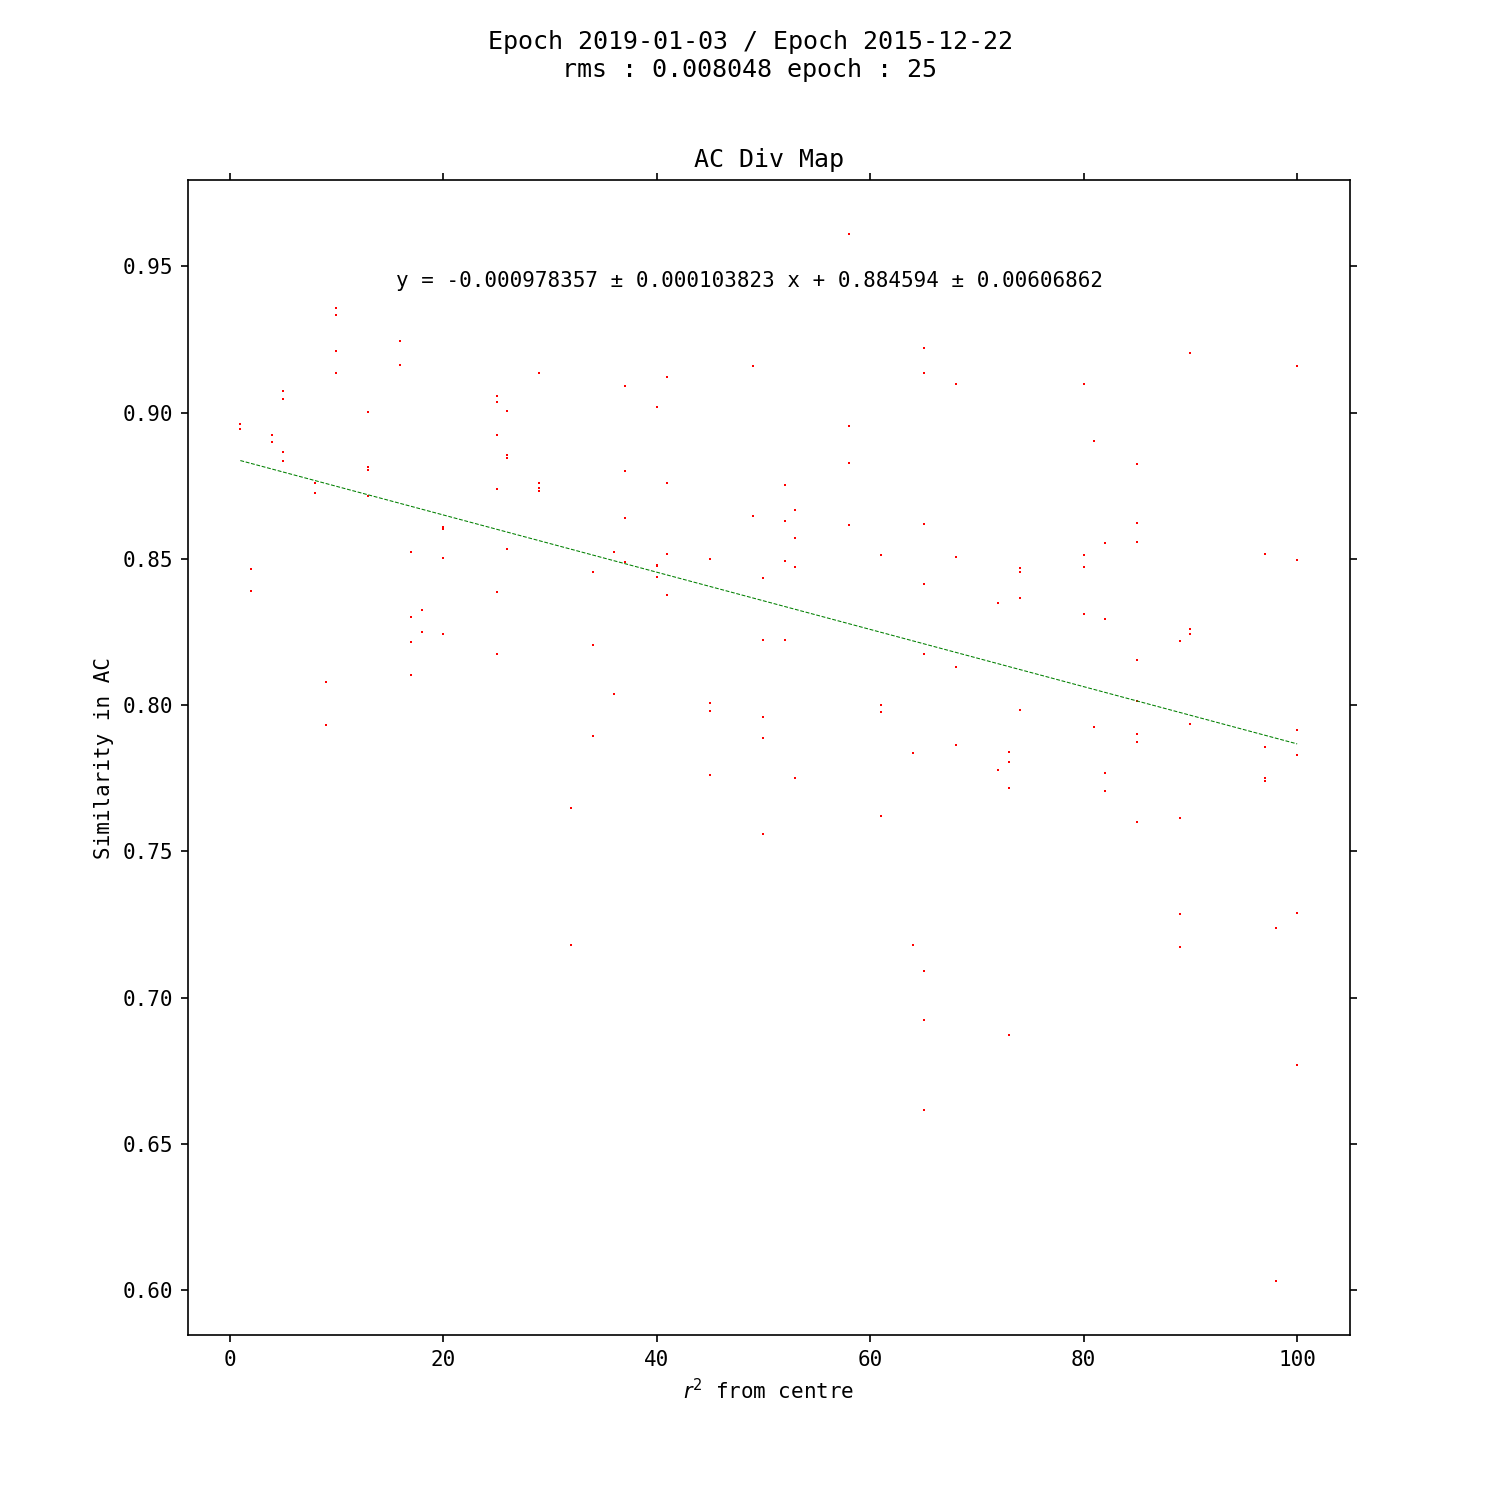 Epoch 2019-01-03 / Epoch 2015-12-22
rms : 0.008048 epoch : 25
AC Div Map
y = -0.000978357 ± 0.000103823 x + 0.884594 ± 0.00606862
Similarity in AC
0.95
0.90
0.85
0.80
0.75
0.70
0.65
0.60
0 20 40 60 80 100
r² from centre